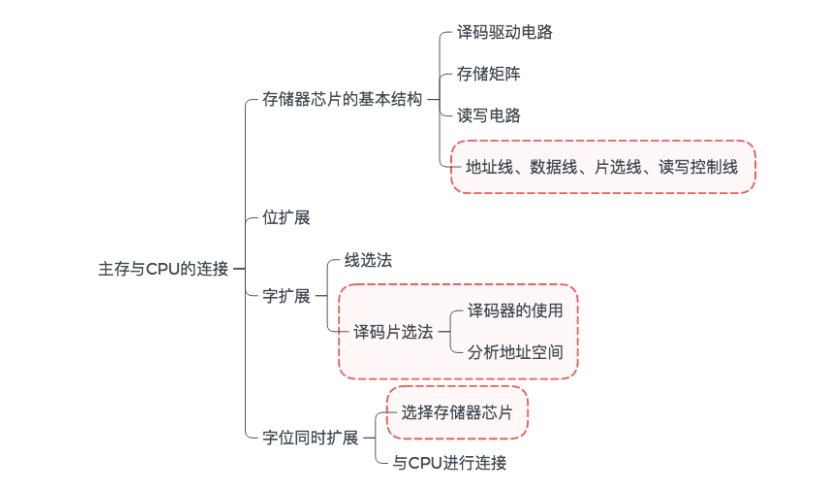 主存与CPU的连接
存储器芯片的基本结构
译码驱动电路
存储矩阵
读写电路
地址线、数据线、片选线、读写控制线
位扩展
字扩展
线选法
译码片选法
译码器的使用
分析地址空间
字位同时扩展
选择存储器芯片
与CPU进行连接